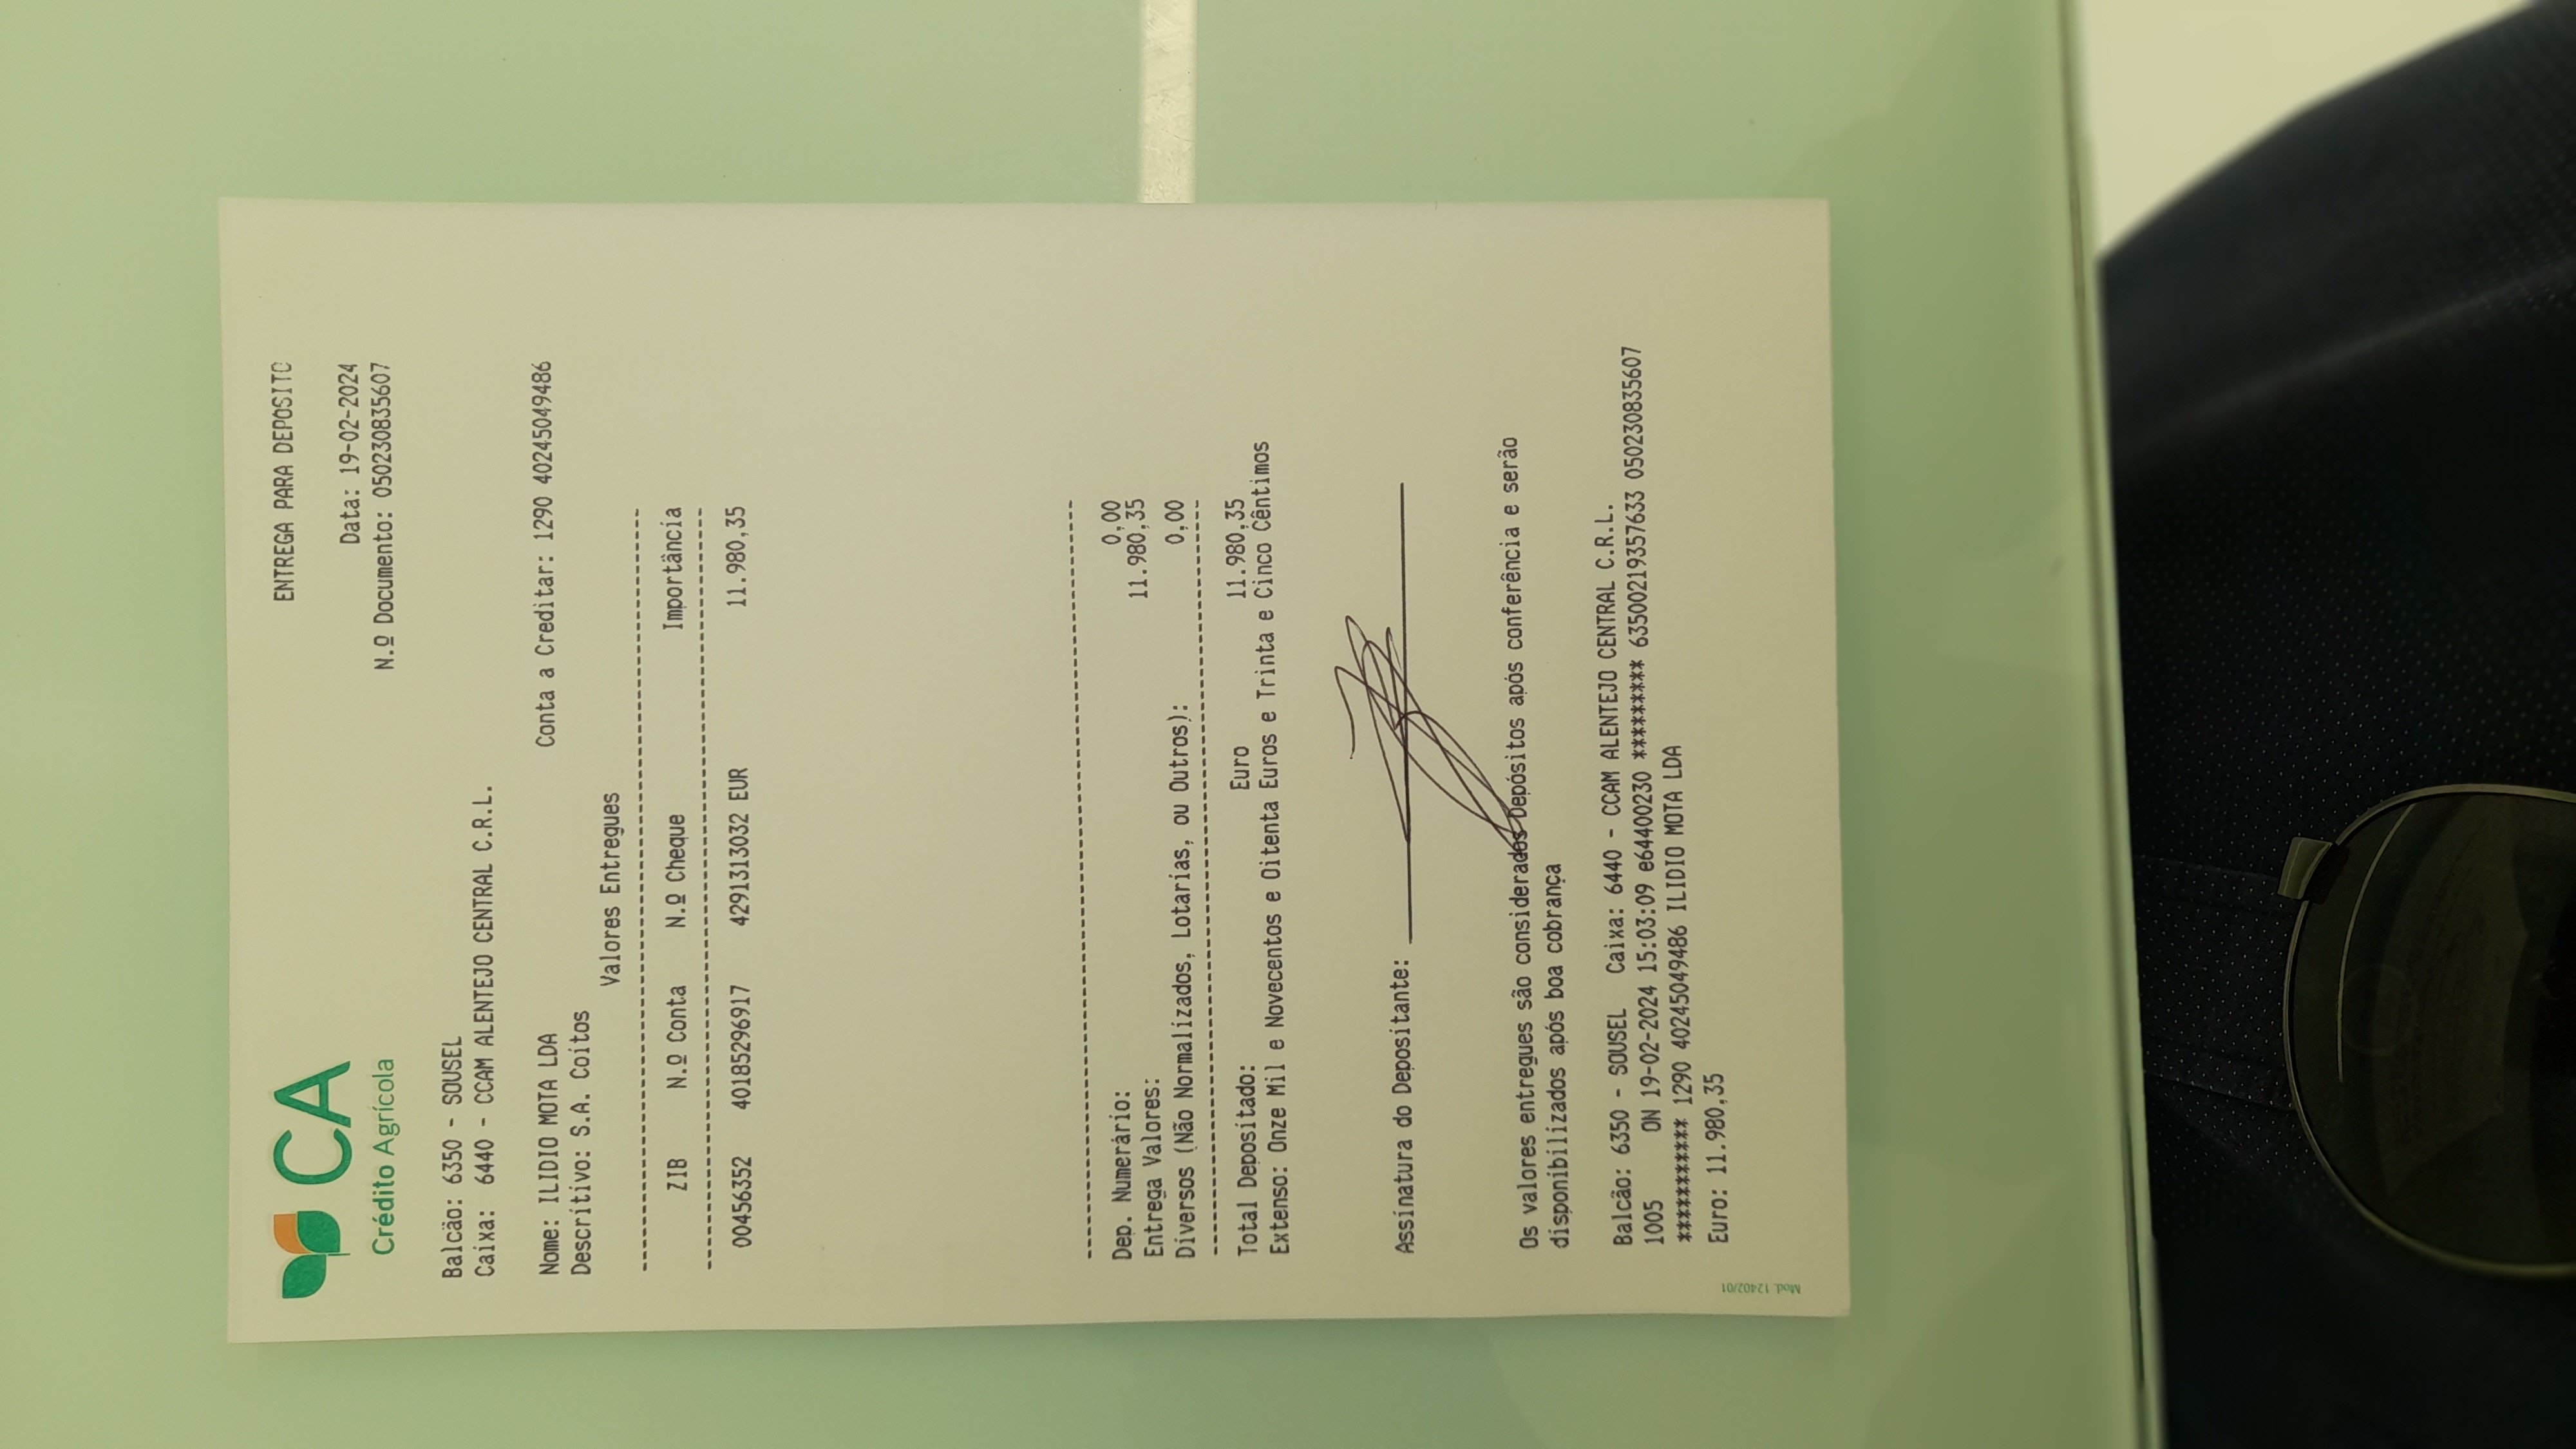 CA
Crédito Agrícola
ENTREGA PARA DEPOSITO
Data: 19-02-2024
N.º Documento: 05023083560​7
Balcão: 6350 - SOUSEL
Caixa: 6440 - CCAM ALENTEJO CENTRAL C.R.L.
Nome: ILIDIO MOTA LDA Conta a Creditar: 1290 40245049486
Descritivo: S.A. Coitos
Valores Entregues
--------------------------------------------------------------------------------
ZIB N.º Conta N.º Cheque Importância
--------------------------------------------------------------------------------
00456352 40185296917 4291313032 EUR 11.980,35
--------------------------------------------------------------------------------
Dep. Numerário: 0,00
Entrega Valores: 11.980,35
Diversos (Não Normalizados, Lotarias, ou Outros): 0,00
--------------------------------------------------------------------------------
Total Depositado: Euro 11.980,35
Extenso: Onze Mil e Novecentos e Oitenta Euros e Trinta e Cinco Cêntimos
Assinatura do Depositante:
Os valores entregues são considerados Depósitos após conferência e serão
disponibilizados após boa cobrança
Balcão: 6350 - SOUSEL Caixa: 6440 - CCAM ALENTEJO CENTRAL C.R.L.
1005 ON 19-02-2024 15:03:09 e64400230 ********* 63500219357633 050230835607
*********** 1290 40245049486 ILIDIO MOTA LDA
Euro: 11.980,35
Mod. 12402/01